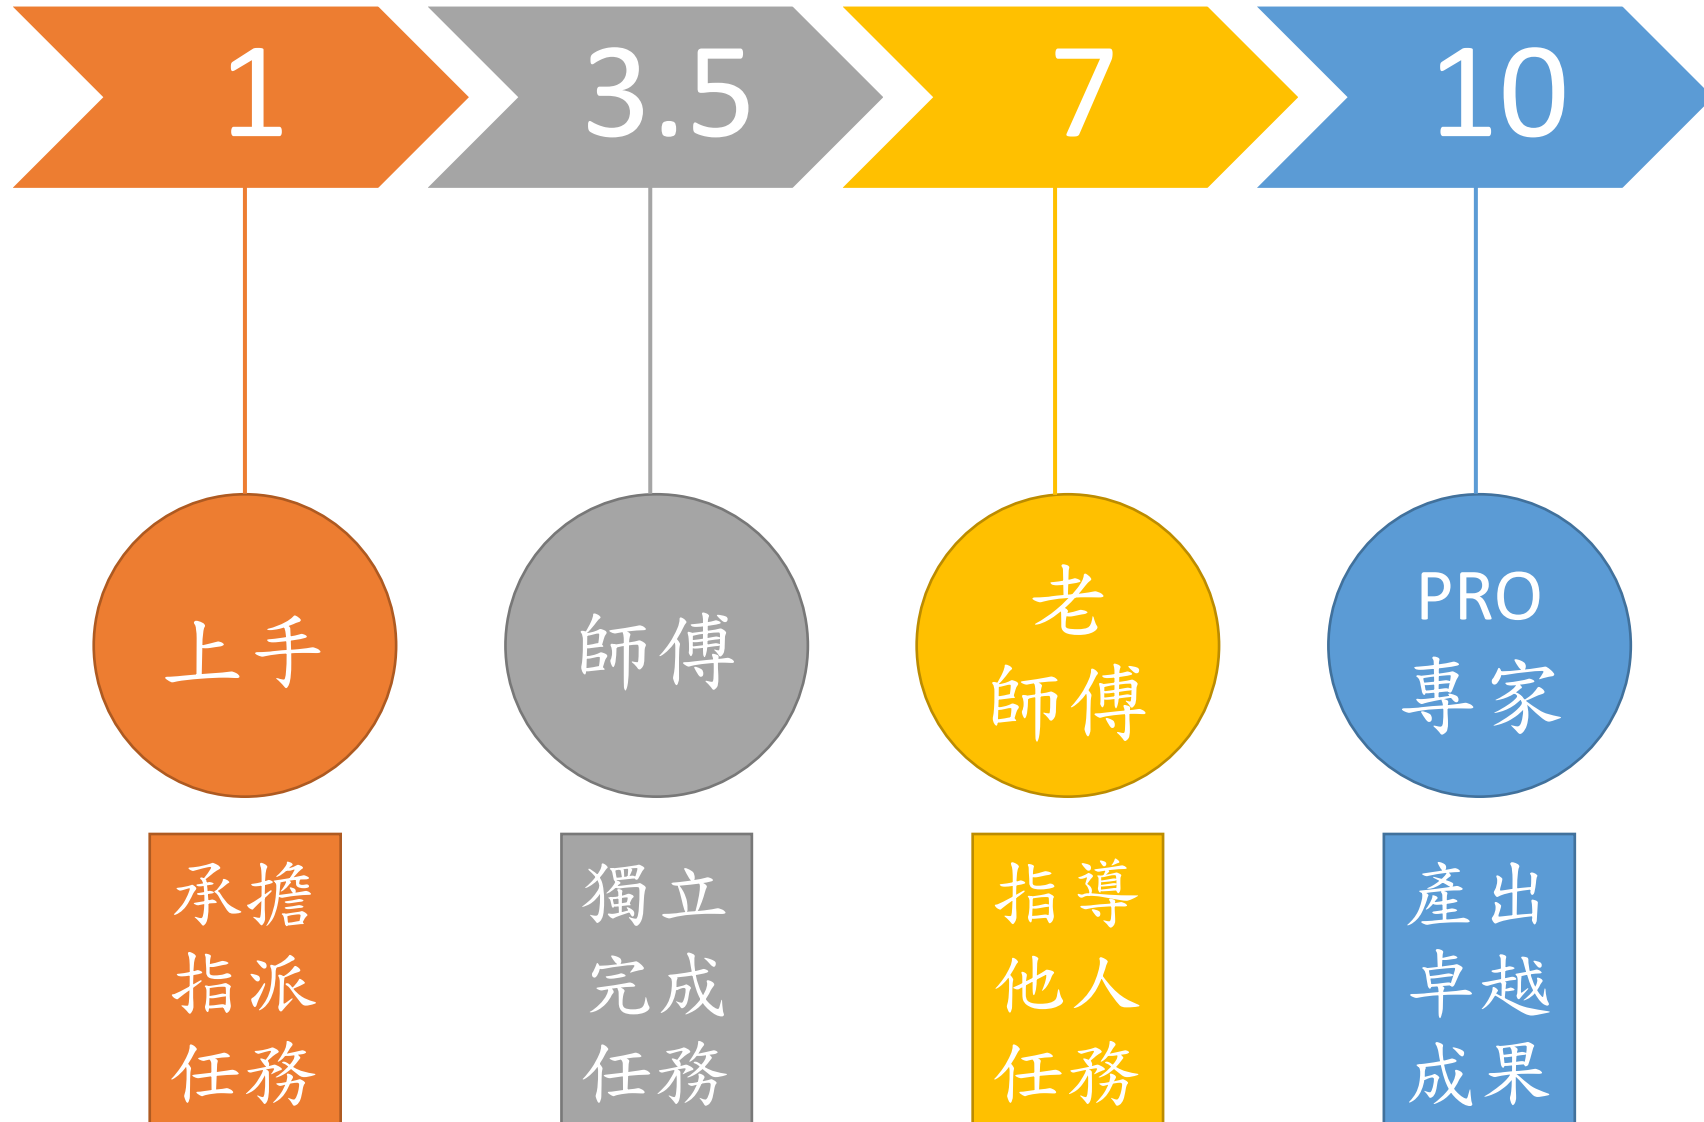 1
3.5
7
10
上手
師傅
老
師傅
PRO
專家
承擔
指派
任務
獨立
完成
任務
指導
他人
任務
產出
卓越
成果